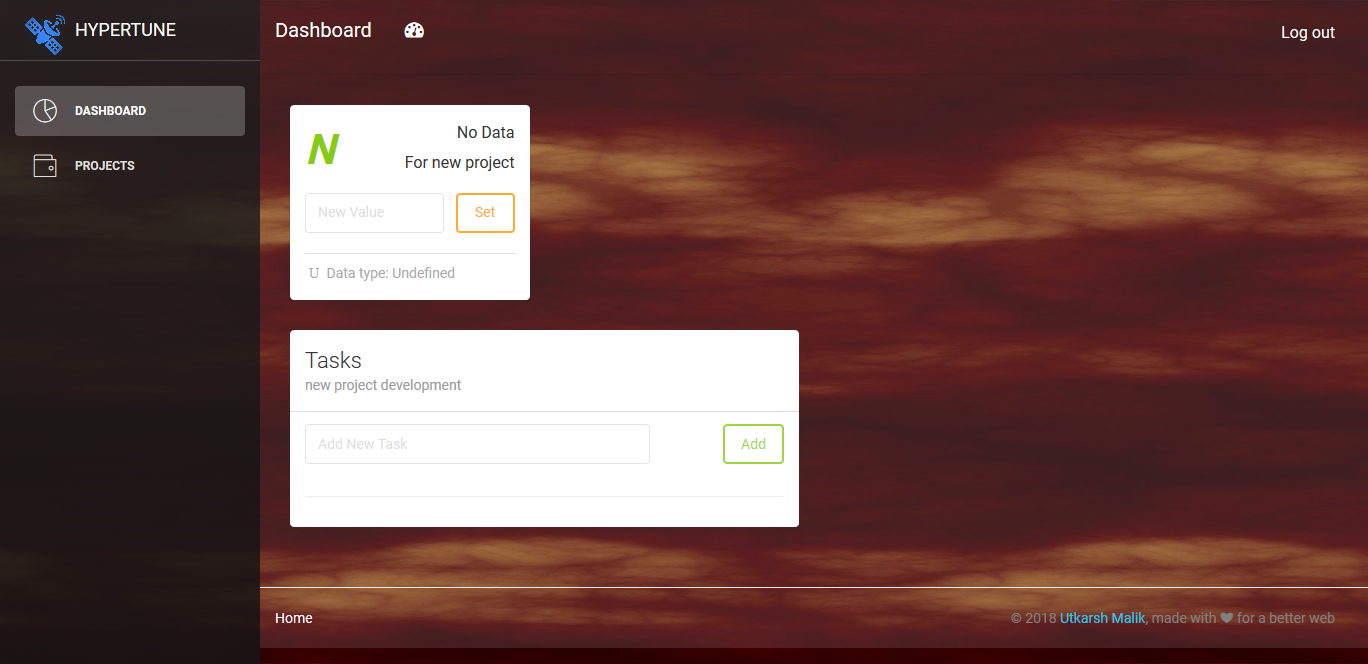 HYPERTUNE
DASHBOARD
PROJECTS
Dashboard
Log out
N
No Data
For new project
New Value
Set
U Data type: Undefined
Tasks
new project development
Add New Task
Add
Home
© 2018 Utkarsh Malik, made with ♥ for a better web